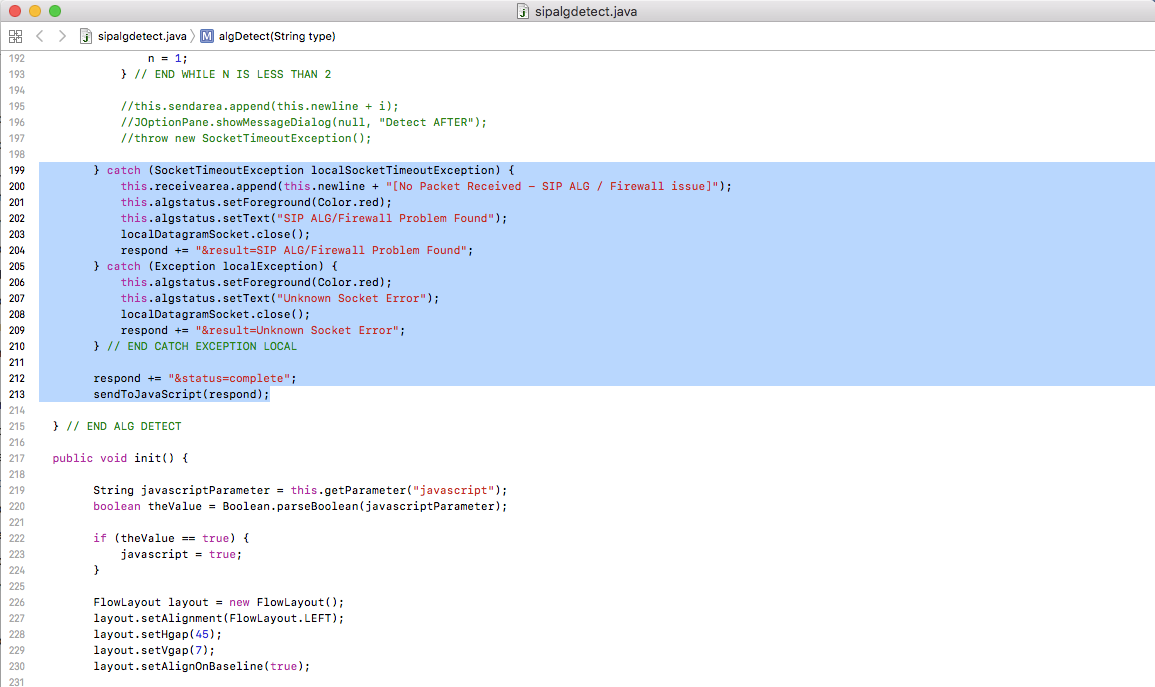 sipalgdetect.java
sipalgdetect.java M algDetect(String type)
192 n = 1;
193 } // END WHILE N IS LESS THAN 2
194
195 //this.sendarea.append(this.newline + i);
196 //JOptionPane.showMessageDialog(null, "Detect AFTER");
197 //throw new SocketTimeoutException();
198
199 } catch (SocketTimeoutException localSocketTimeoutException) {
200 this.receivearea.append(this.newline + "[No Packet Received – SIP ALG / Firewall issue]");
201 this.algstatus.setForeground(Color.red);
202 this.algstatus.setText("SIP ALG/Firewall Problem Found");
203 localDatagramSocket.close();
204 respond += "&result=SIP ALG/Firewall Problem Found";
205 } catch (Exception localException) {
206 this.algstatus.setForeground(Color.red);
207 this.algstatus.setText("Unknown Socket Error");
208 localDatagramSocket.close();
209 respond += "&result=Unknown Socket Error";
210 } // END CATCH EXCEPTION LOCAL
211
212 respond += "&status=complete";
213 sendToJavaScript(respond);
214
215 } // END ALG DETECT
216
217 public void init() {
218
219 String javascriptParameter = this.getParameter("javascript");
220 boolean theValue = Boolean.parseBoolean(javascriptParameter);
221
222 if (theValue == true) {
223 javascript = true;
224 }
225
226 FlowLayout layout = new FlowLayout();
227 layout.setAlignment(FlowLayout.LEFT);
228 layout.setHgap(45);
229 layout.setVgap(7);
230 layout.setAlignOnBaseline(true);
231